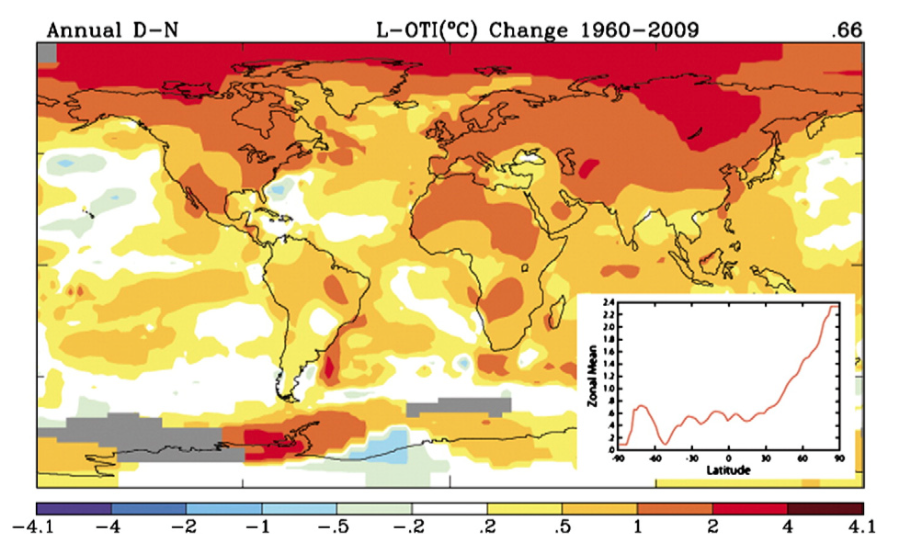 Annual D-N L-OTI(°C) Change 1960-2009 .66
2.4
2.2
2.0
1.8
1.6
1.4
1.2
1.0
.8
.6
.4
.2
.0
Zonal Mean
-90 -60 -30 0 30 60 90
Latitude
-4.1 -4 -2 -1 -.5 -.2 .2 .5 1 2 4 4.1